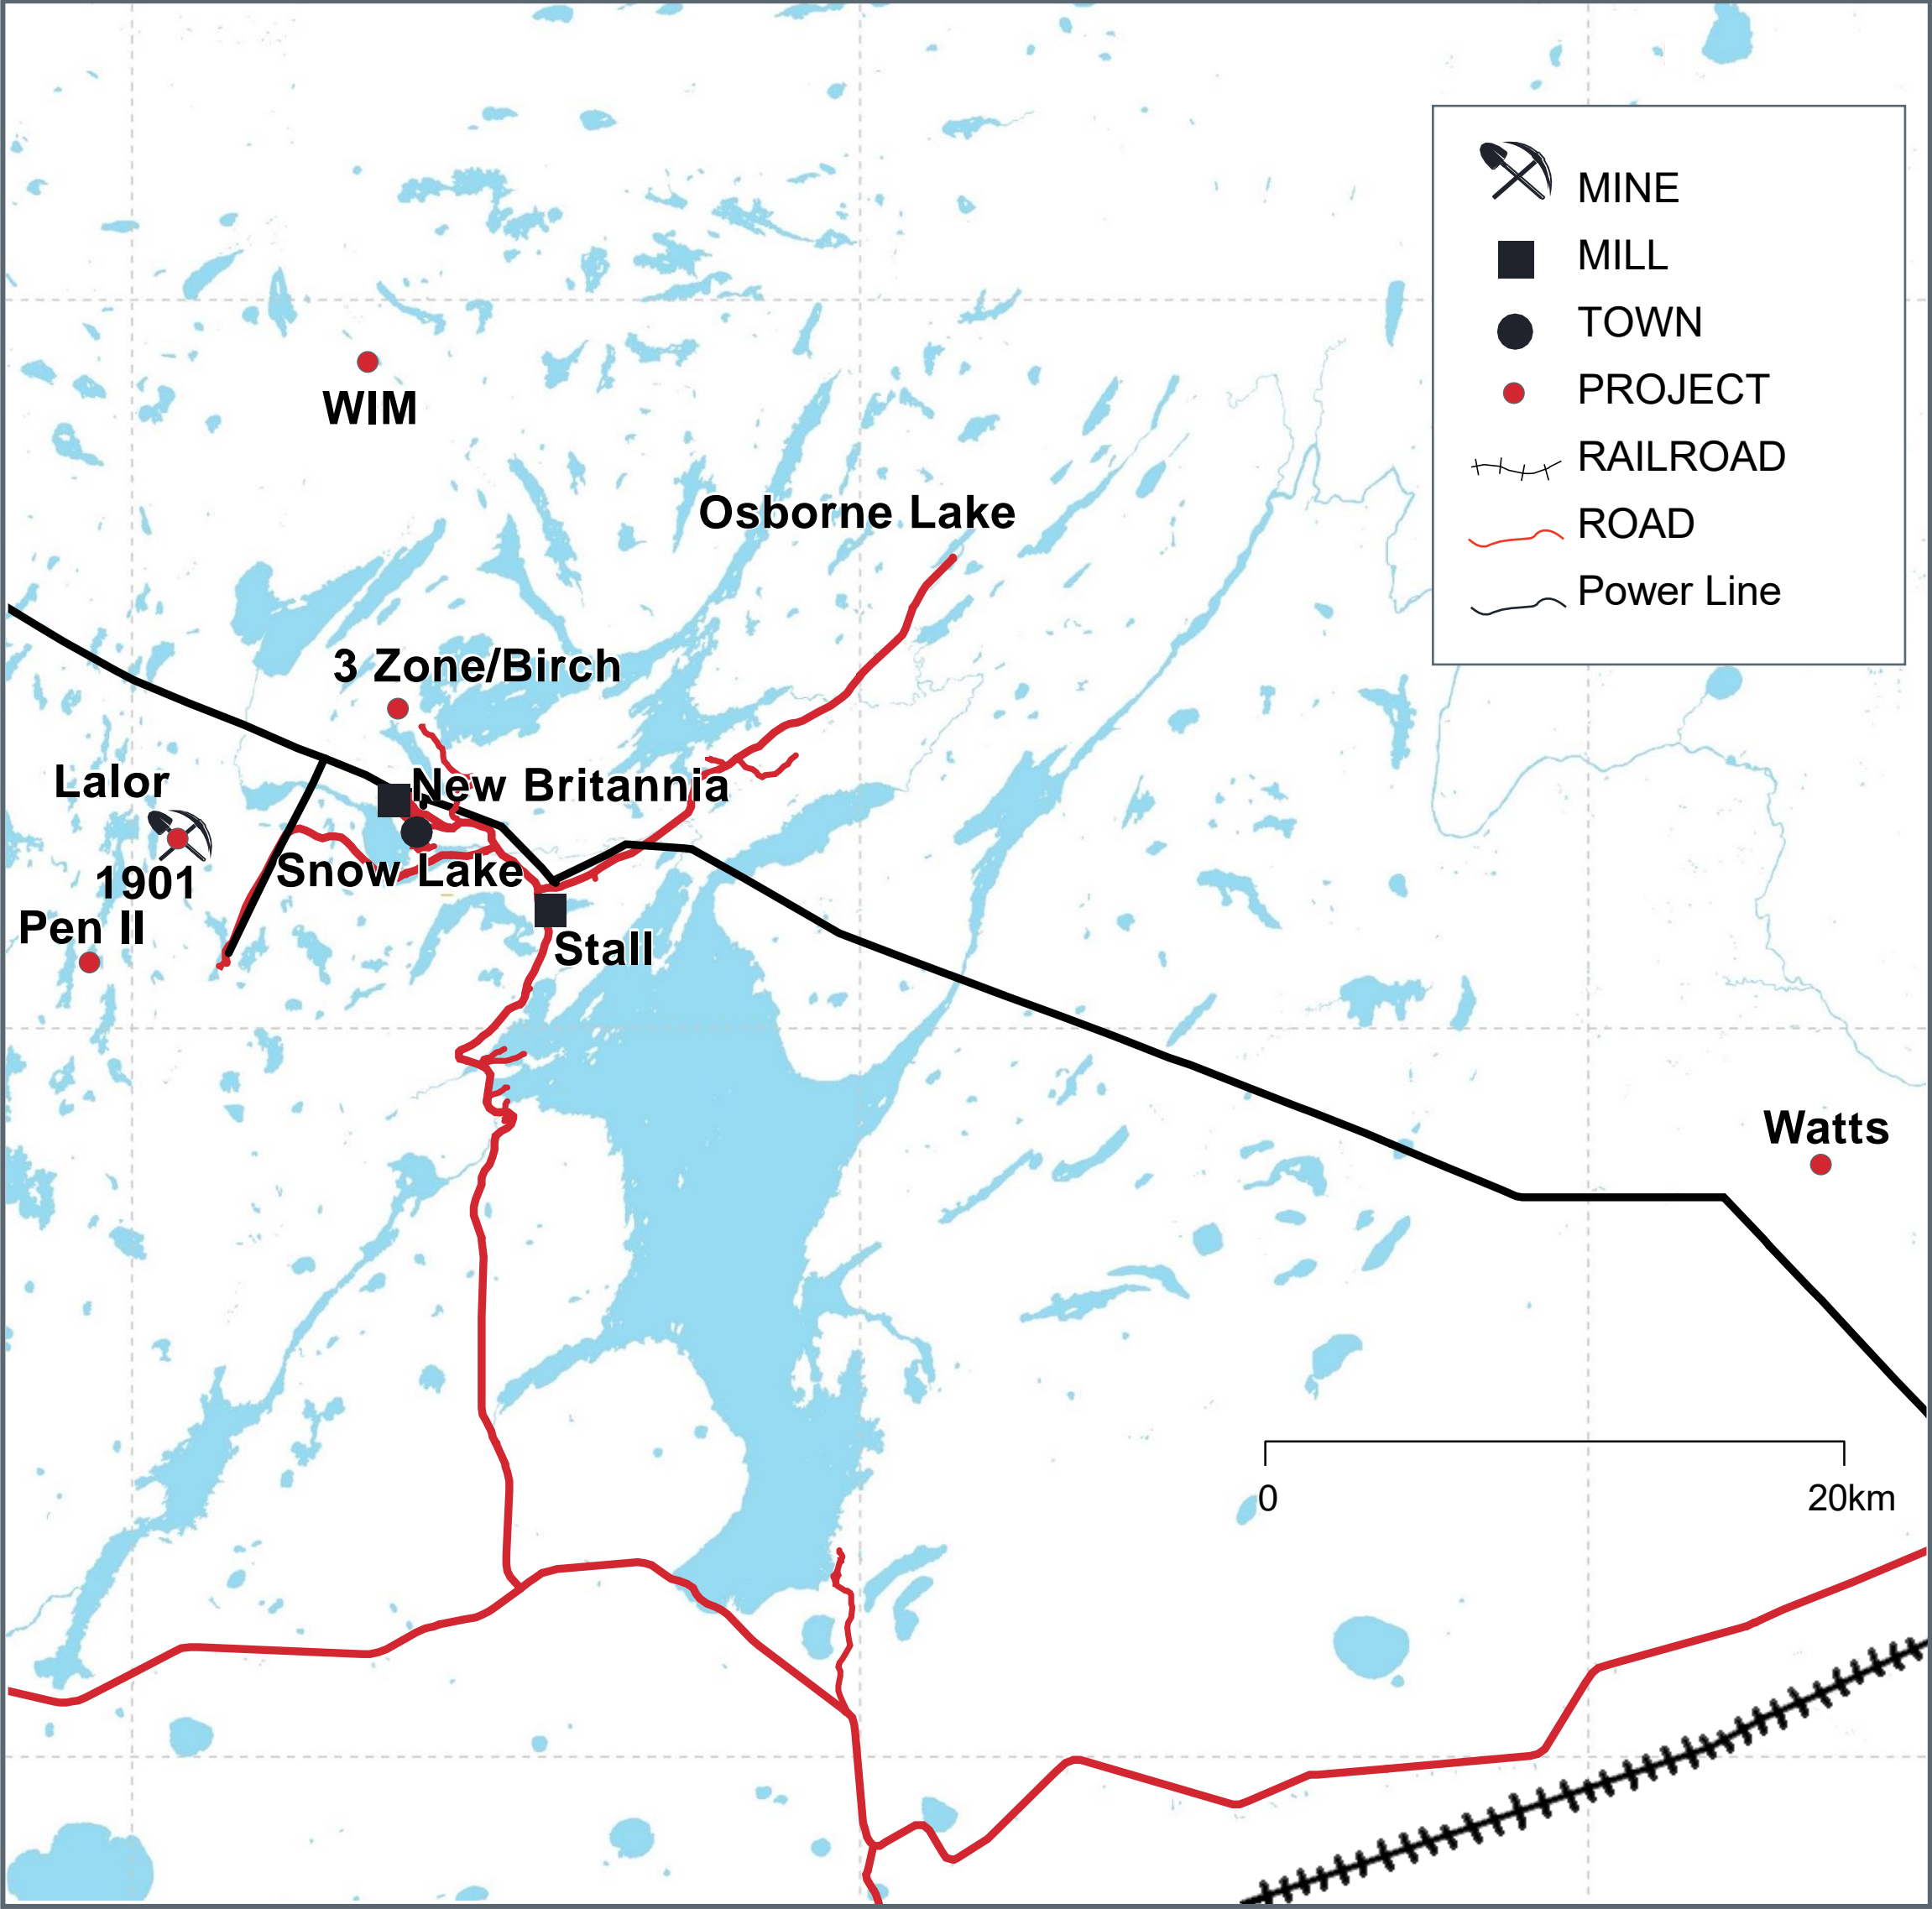 MINE
MILL
TOWN
PROJECT
RAILROAD
ROAD
Power Line
WIM
Osborne Lake
3 Zone/Birch
Lalor
New Britannia
1901
Snow Lake
Pen II
Stall
Watts
0
20km